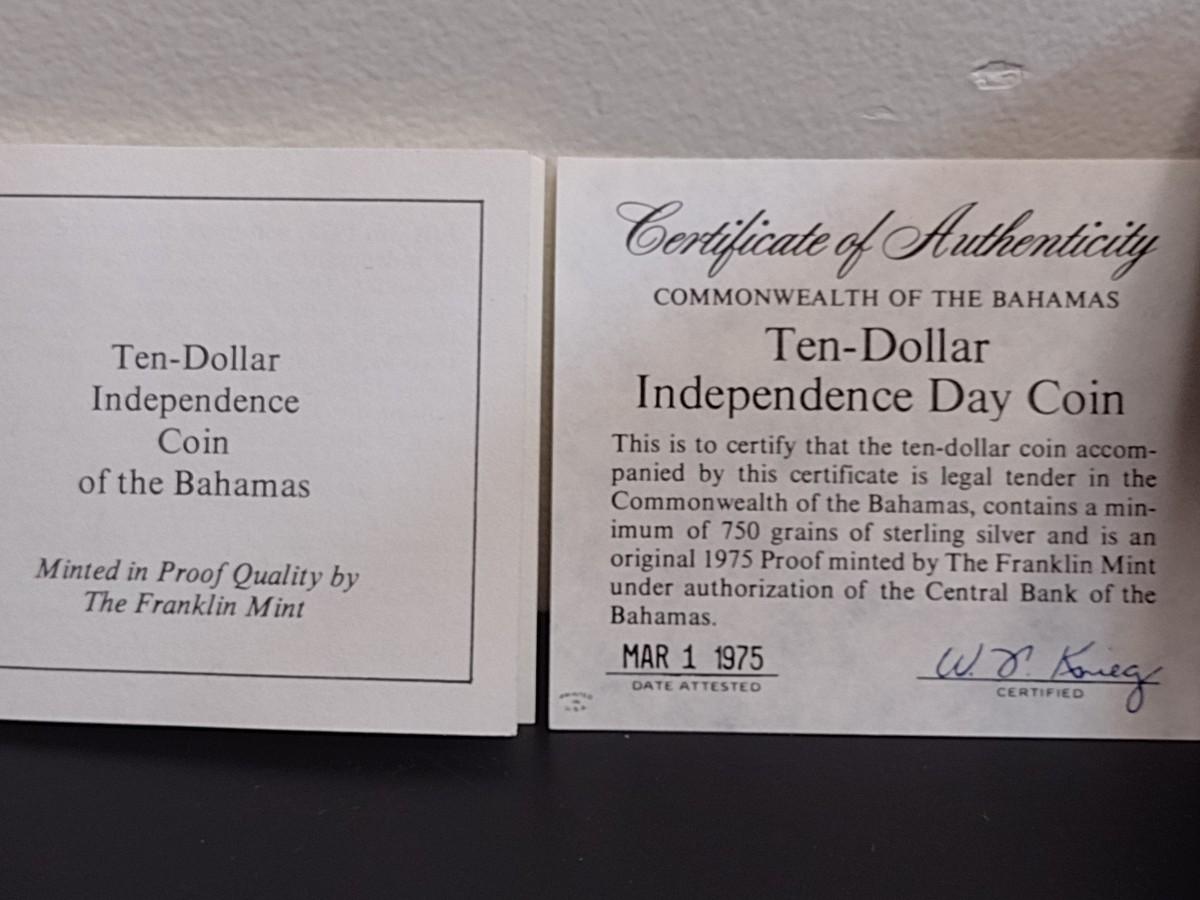 Ten-Dollar
Independence
Coin
of the Bahamas
Minted in Proof Quality by
The Franklin Mint
Certificate of Authenticity
COMMONWEALTH OF THE BAHAMAS
Ten-Dollar
Independence Day Coin
This is to certify that the ten-dollar coin accom-
panied by this certificate is legal tender in the
Commonwealth of the Bahamas, contains a min-
imum of 750 grains of sterling silver and is an
original 1975 Proof minted by The Franklin Mint
under authorization of the Central Bank of the
Bahamas.
MAR 1 1975
DATE ATTESTED
W. Krieg
CERTIFIED
PRINTED
IN
USA